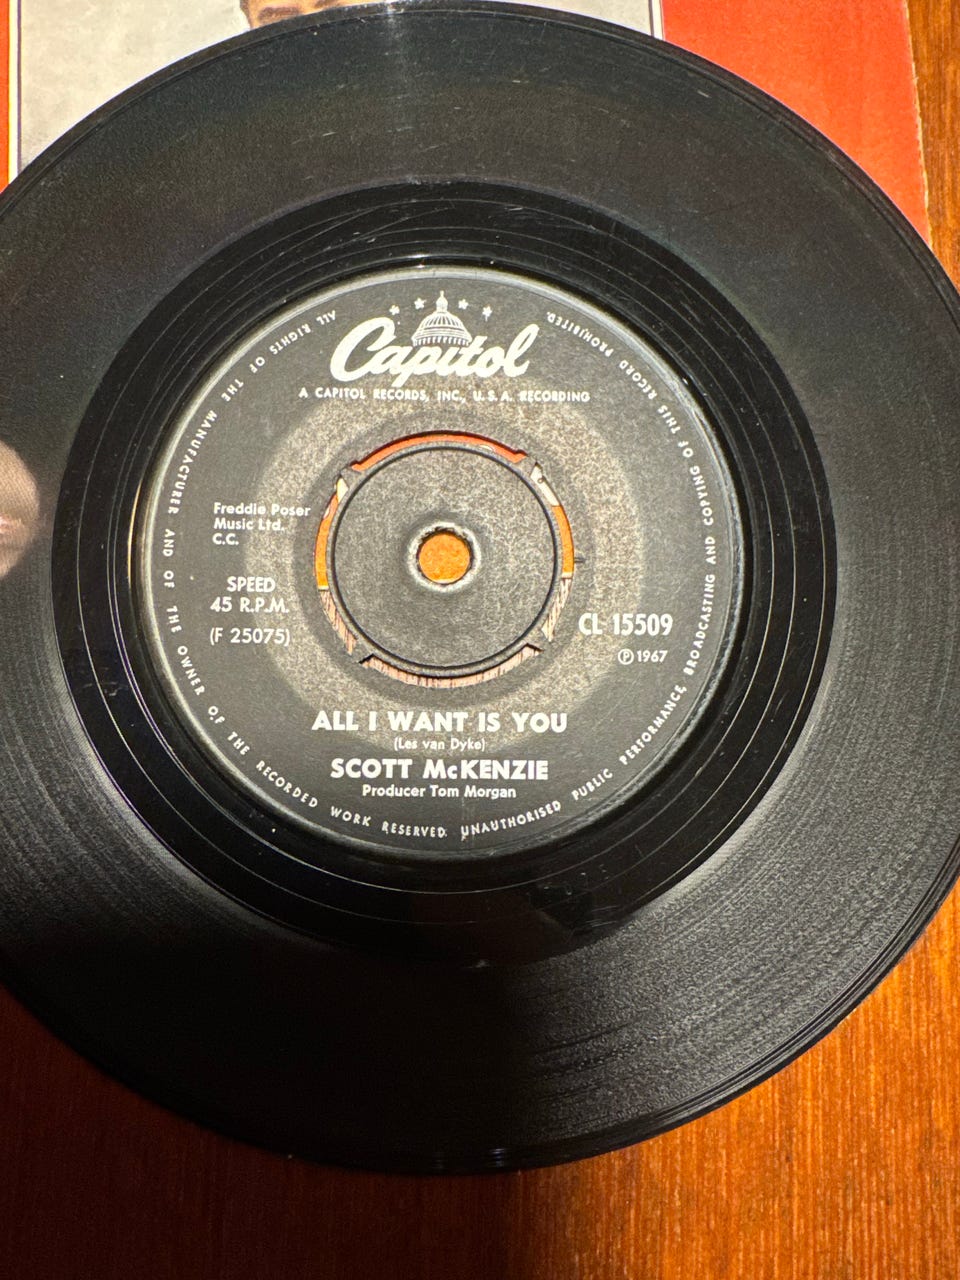 Capitol
A CAPITOL RECORDS, INC., U.S.A. RECORDING
Freddie Poser
Music Ltd.
C.C.
SPEED
45 R.P.M.
(F 25075)
CL 15509
℗ 1967
ALL I WANT IS YOU
(Les van Dyke)
SCOTT McKENZIE
Producer Tom Morgan
ALL RIGHTS OF THE MANUFACTURER AND OF THE OWNER OF THE RECORDED WORK RESERVED. UNAUTHORISED PUBLIC PERFORMANCE, BROADCASTING AND COPYING OF THIS RECORD PROHIBITED.